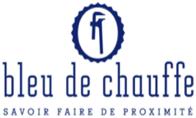 bleu de chauffe
SAVOIR FAIRE DE PROXIMITÉ